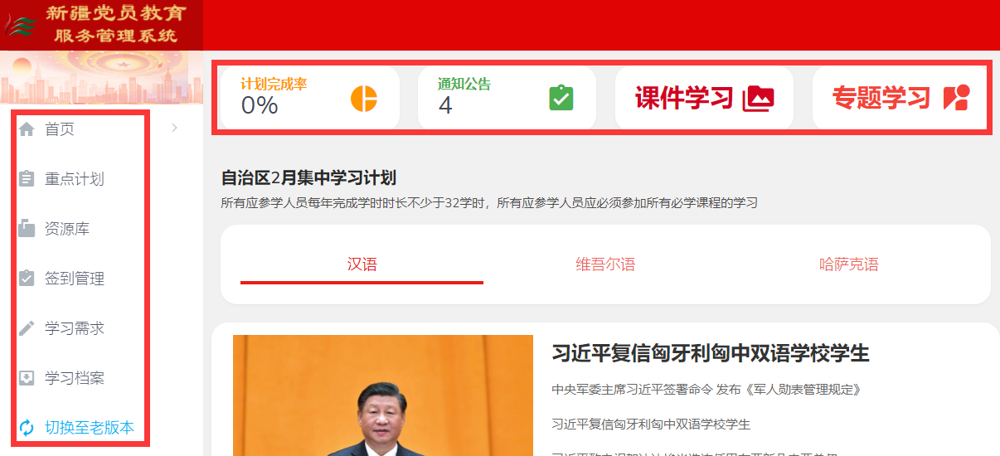 新疆党员教育
服务管理系统
首页
重点计划
资源库
签到管理
学习需求
学习档案
切换至老版本
计划完成率
0%
通知公告
4
课件学习
专题学习
自治区2月集中学习计划
所有应参学人员每年完成学时时长不少于32学时，所有应参学人员应必须参加所有必学课程的学习
汉语
维吾尔语
哈萨克语
习近平复信匈牙利匈中双语学校学生
中央军委主席习近平签署命令 发布《军人勋表管理规定》
习近平复信匈牙利匈中双语学校学生